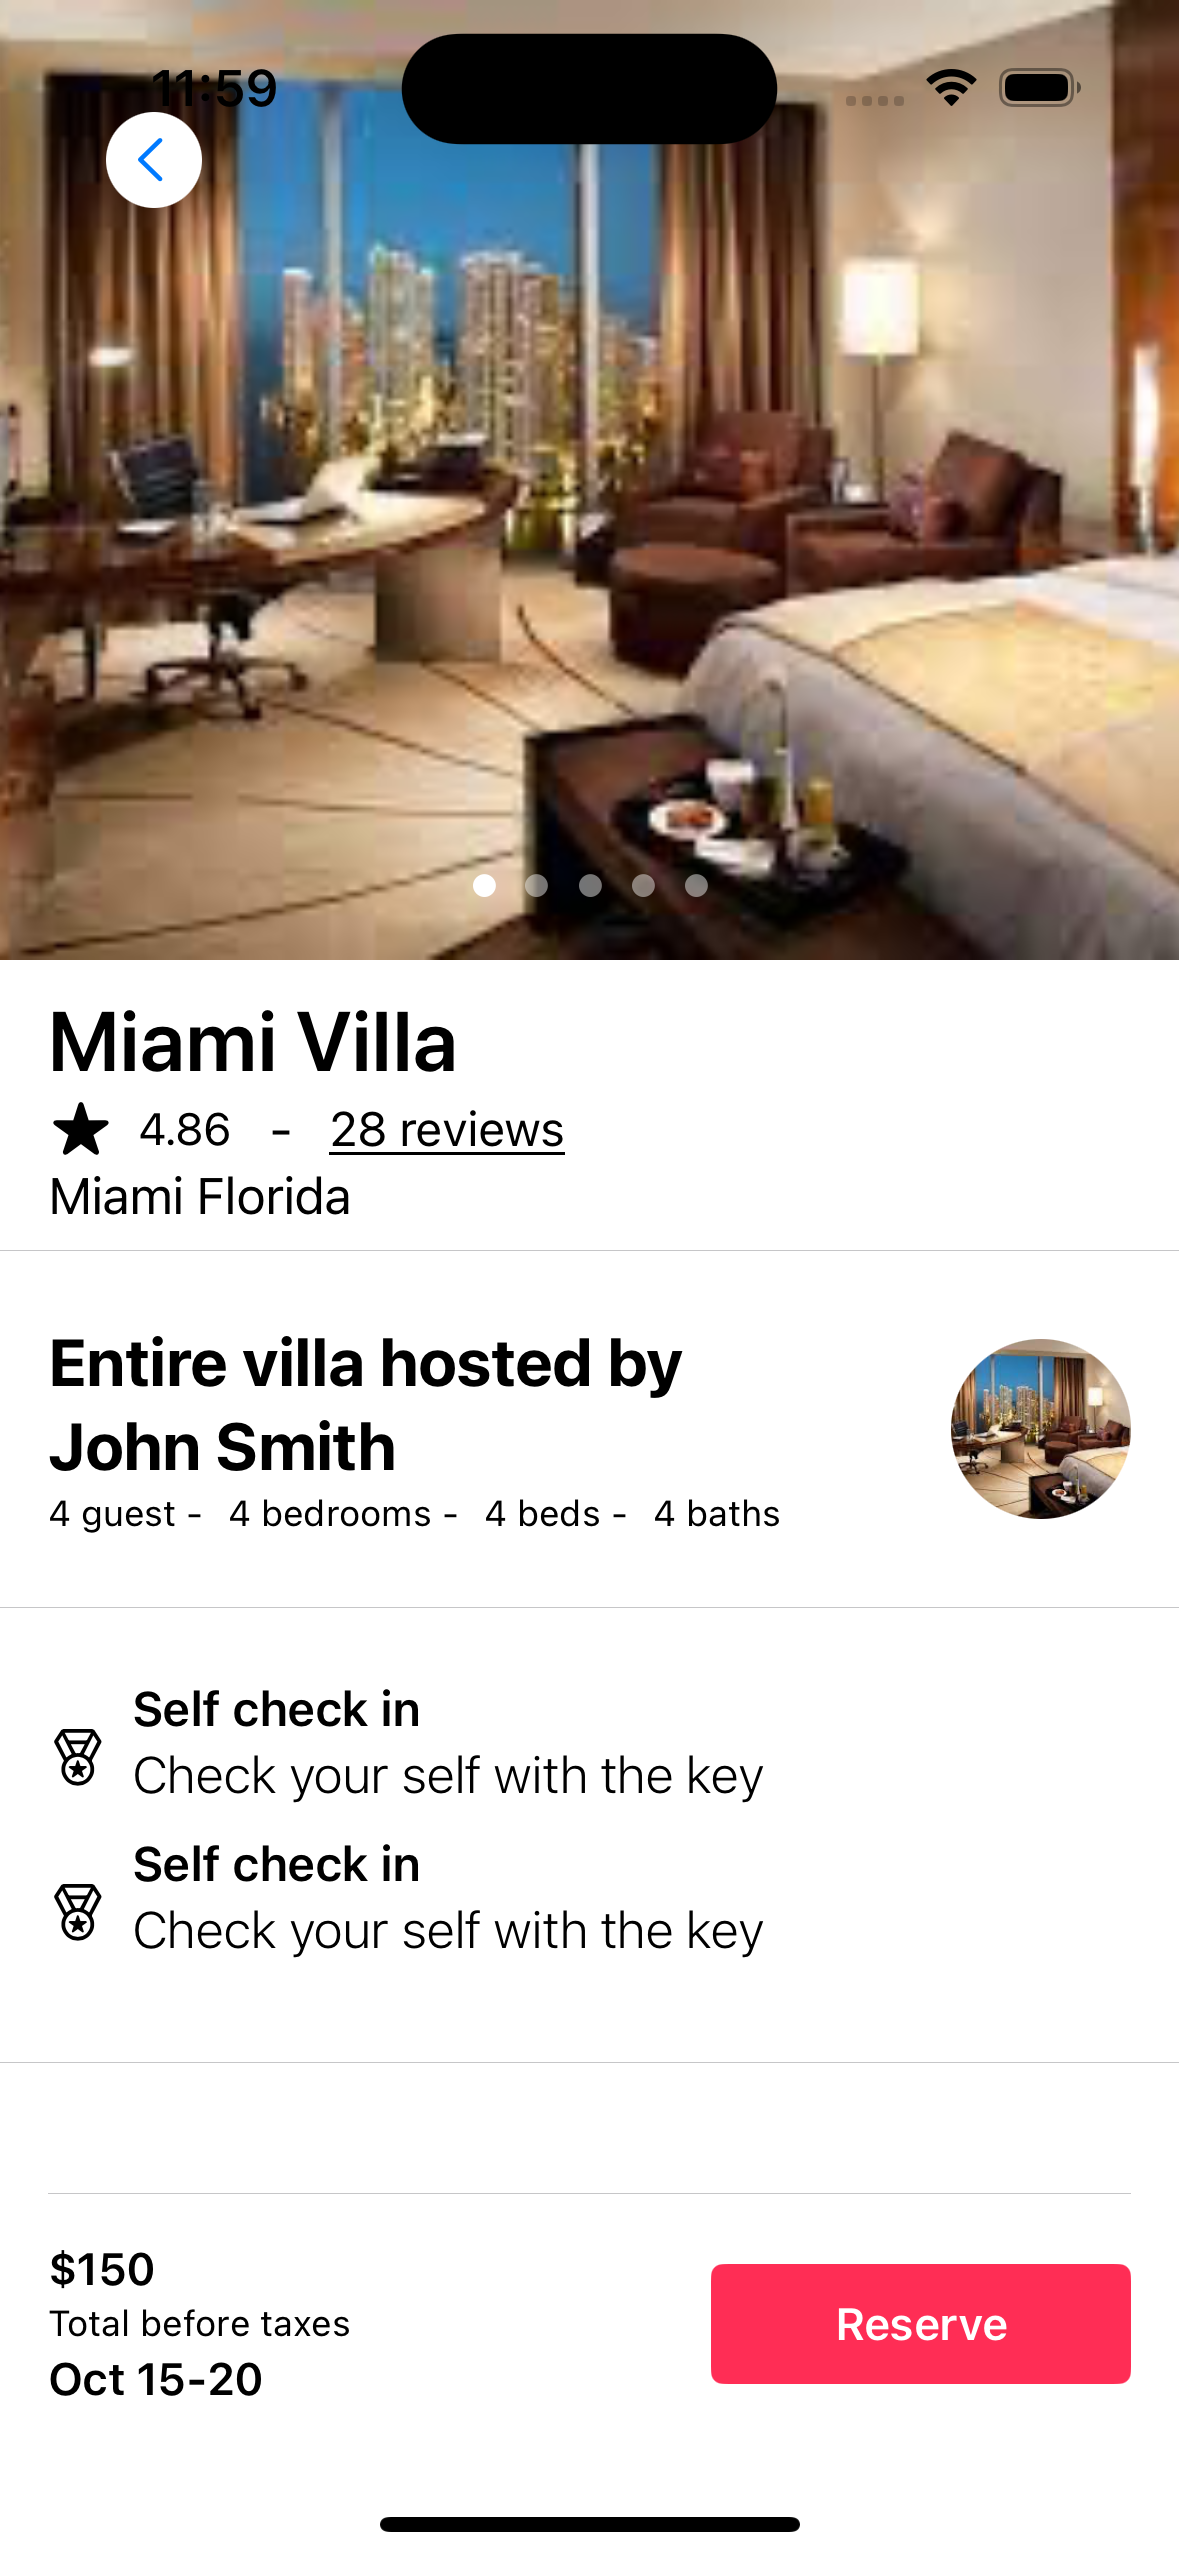 11:59
Miami Villa
4.86 - 28 reviews
Miami Florida
Entire villa hosted by
John Smith
4 guest - 4 bedrooms - 4 beds - 4 baths
Self check in
Check your self with the key
Self check in
Check your self with the key
$150
Total before taxes
Oct 15-20
Reserve